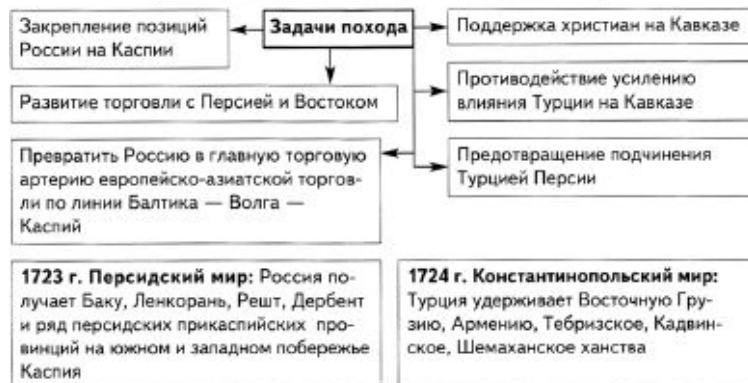 Закрепление позиций
России на Каспии
Задачи похода
Поддержка христиан на Кавказе
Развитие торговли с Персией и Востоком
Противодействие усилению
влияния Турции на Кавказе
Превратить Россию в главную торговую
артерию европейско-азиатской торгов-
ли по линии Балтика — Волга —
Каспий
Предотвращение подчинения
Турцией Персии
1723 г. Персидский мир: Россия по-
лучает Баку, Ленкорань, Решт, Дербент
и ряд персидских прикаспийских про-
винций на южном и западном побережье
Каспия
1724 г. Константинопольский мир:
Турция удерживает Восточную Гру-
зию, Армению, Тебризское, Кадвин-
ское, Шемаханское ханства